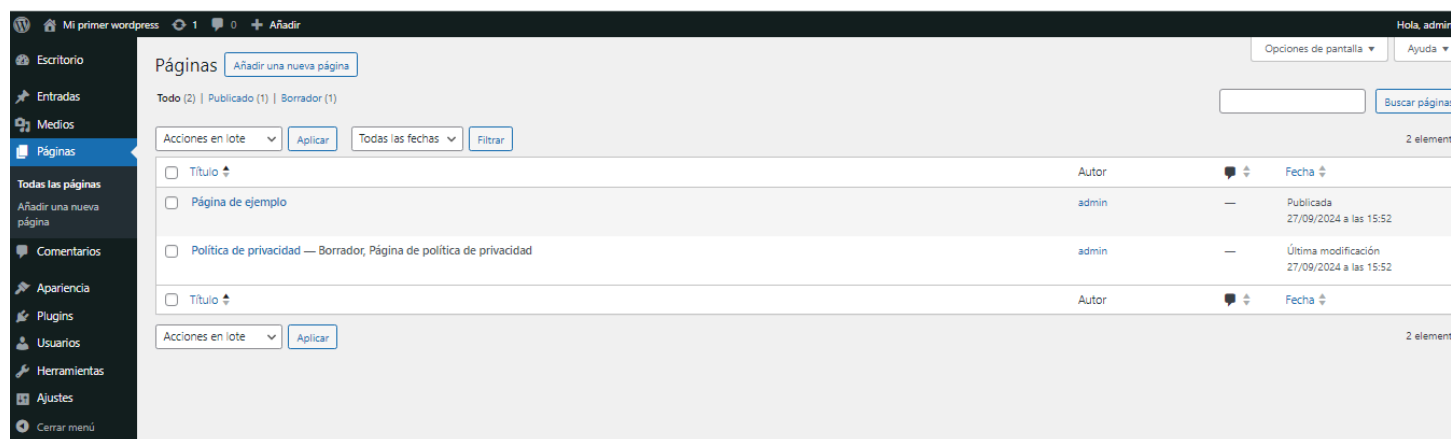 Mi primer wordpress 1 0 Añadir Hola, admin
Escritorio
Entradas
Medios
Páginas
Todas las páginas
Añadir una nueva
página
Comentarios
Apariencia
Plugins
Usuarios
Herramientas
Ajustes
Cerrar menú
Opciones de pantalla ▼ Ayuda ▼
Páginas Añadir una nueva página
Todo (2) | Publicado (1) | Borrador (1)
Buscar páginas
Acciones en lote Aplicar Todas las fechas Filtrar 2 element
Título Autor Fecha
Página de ejemplo admin — Publicada
27/09/2024 a las 15:52
Política de privacidad — Borrador, Página de política de privacidad admin — Última modificación
27/09/2024 a las 15:52
Título Autor Fecha
Acciones en lote Aplicar 2 element